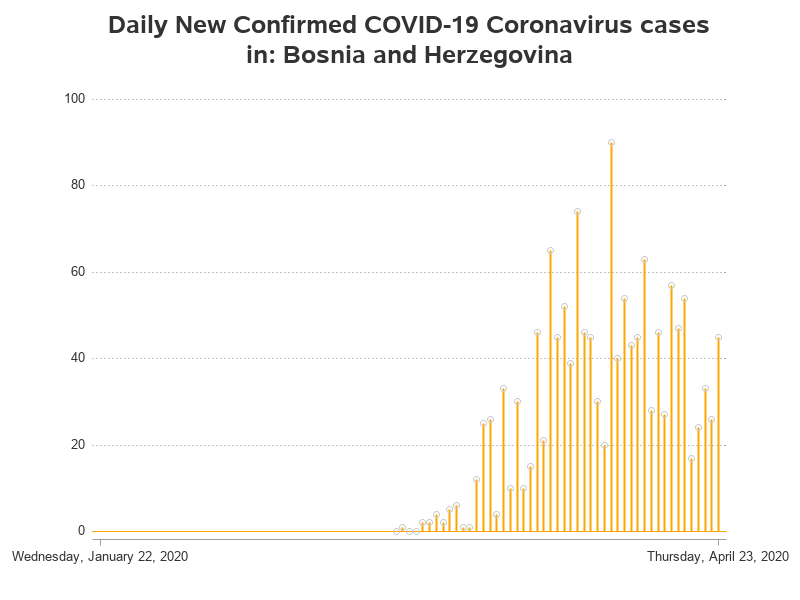 Daily New Confirmed COVID-19 Coronavirus cases
in: Bosnia and Herzegovina
100
80
60
40
20
0
Wednesday, January 22, 2020
Thursday, April 23, 2020